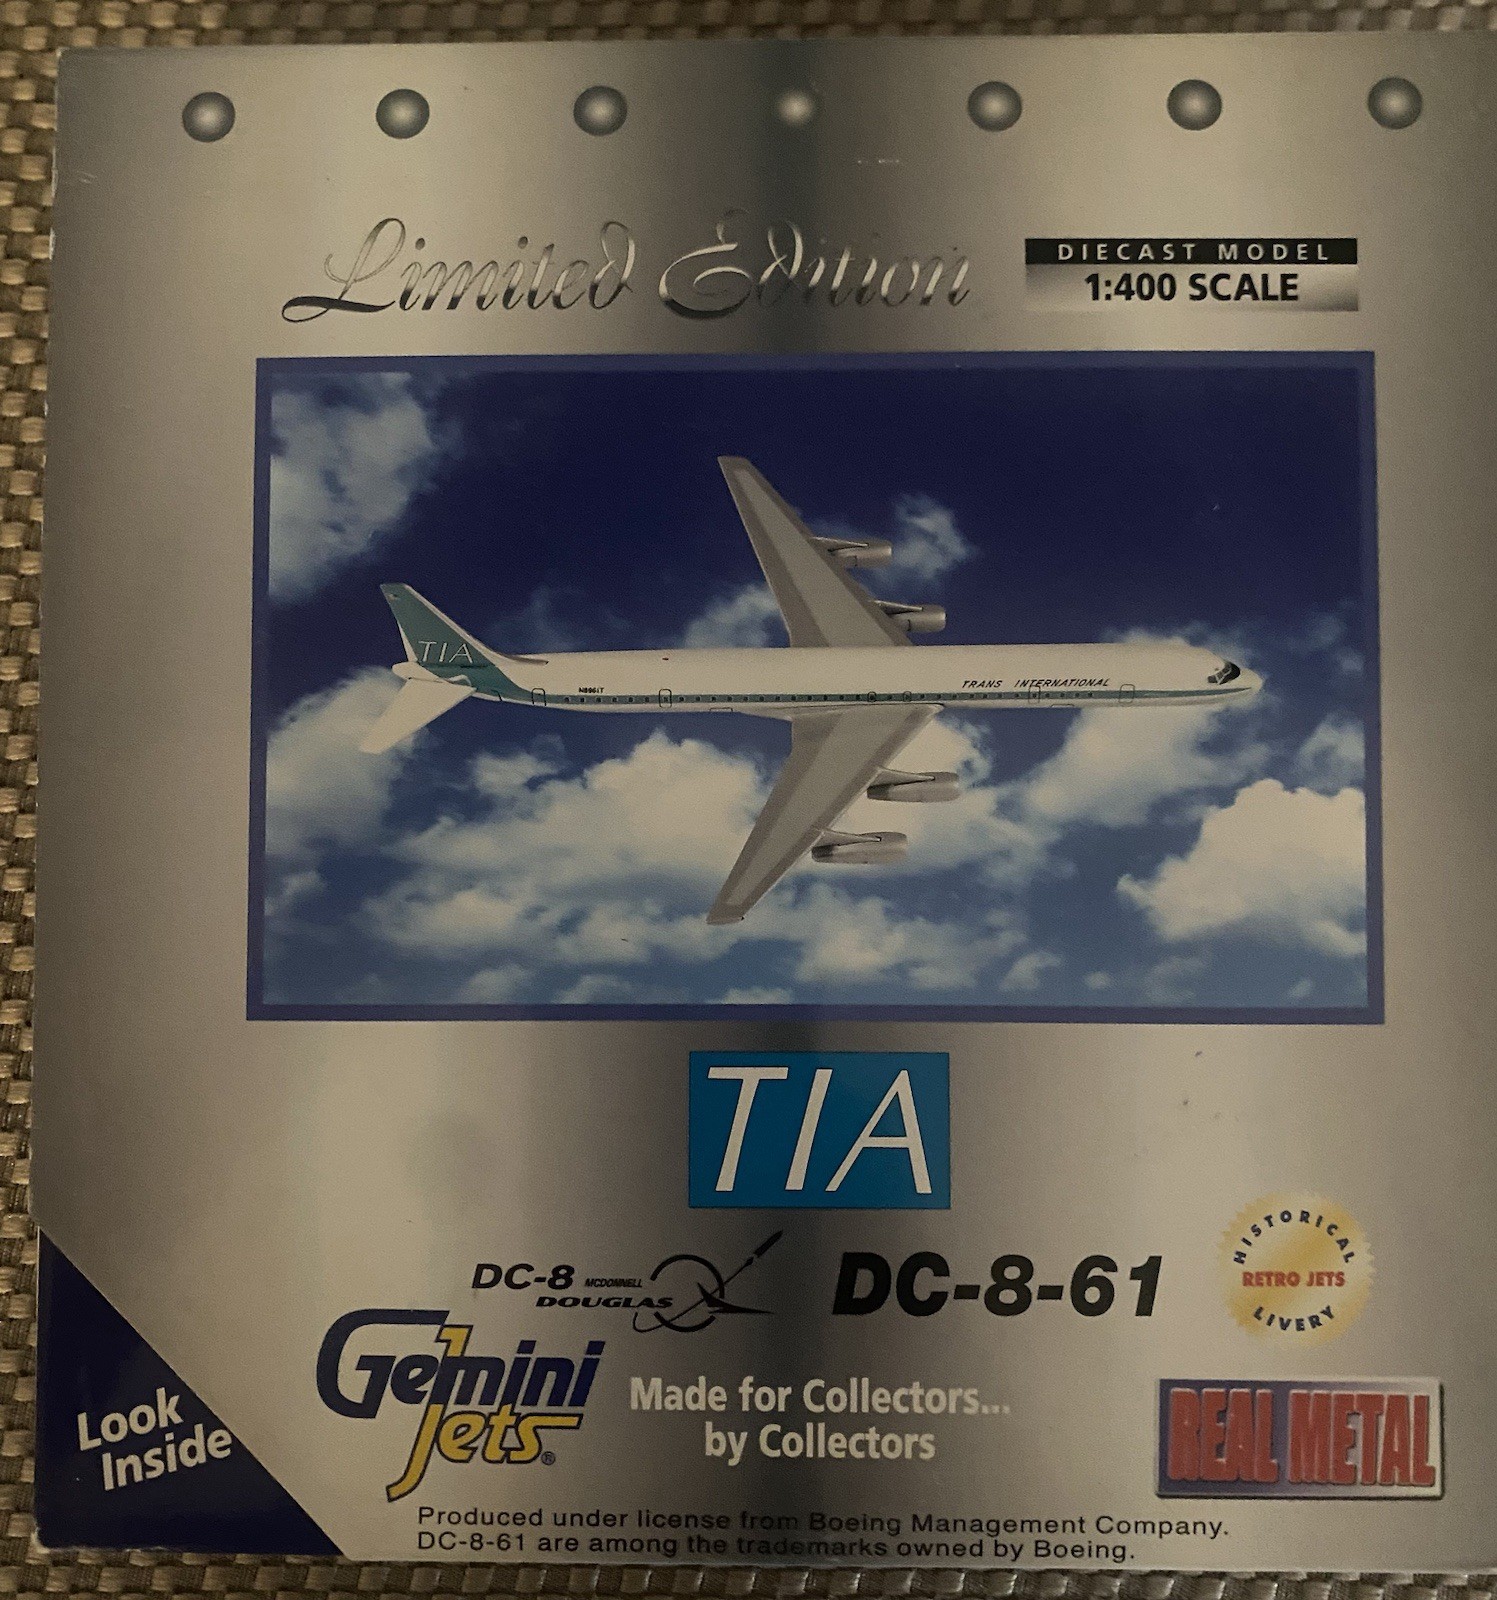 Limited Edition
DIECAST MODEL
1:400 SCALE
TIA
N8961T
TRANS INTERNATIONAL
TIA
DC-8 MCDONNELL
DOUGLAS
DC-8-61
HISTORICAL
RETRO JETS
LIVERY
Gemini
Jets®
Made for Collectors...
by Collectors
REAL METAL
Look
Inside
Produced under license from Boeing Management Company.
DC-8-61 are among the trademarks owned by Boeing.